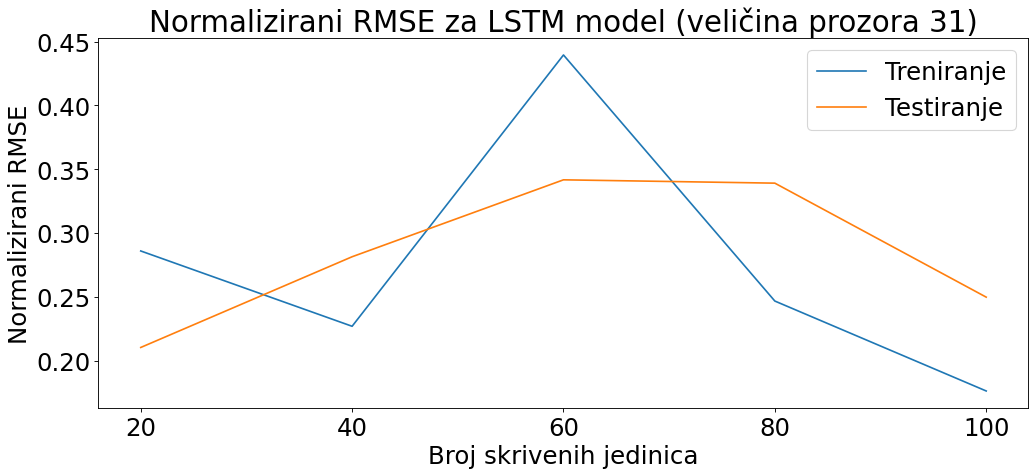 Normalizirani RMSE za LSTM model (veličina prozora 31)
Normalizirani RMSE
0.45
0.40
0.35
0.30
0.25
0.20
Treniranje
Testiranje
20 40 60 80 100
Broj skrivenih jedinica